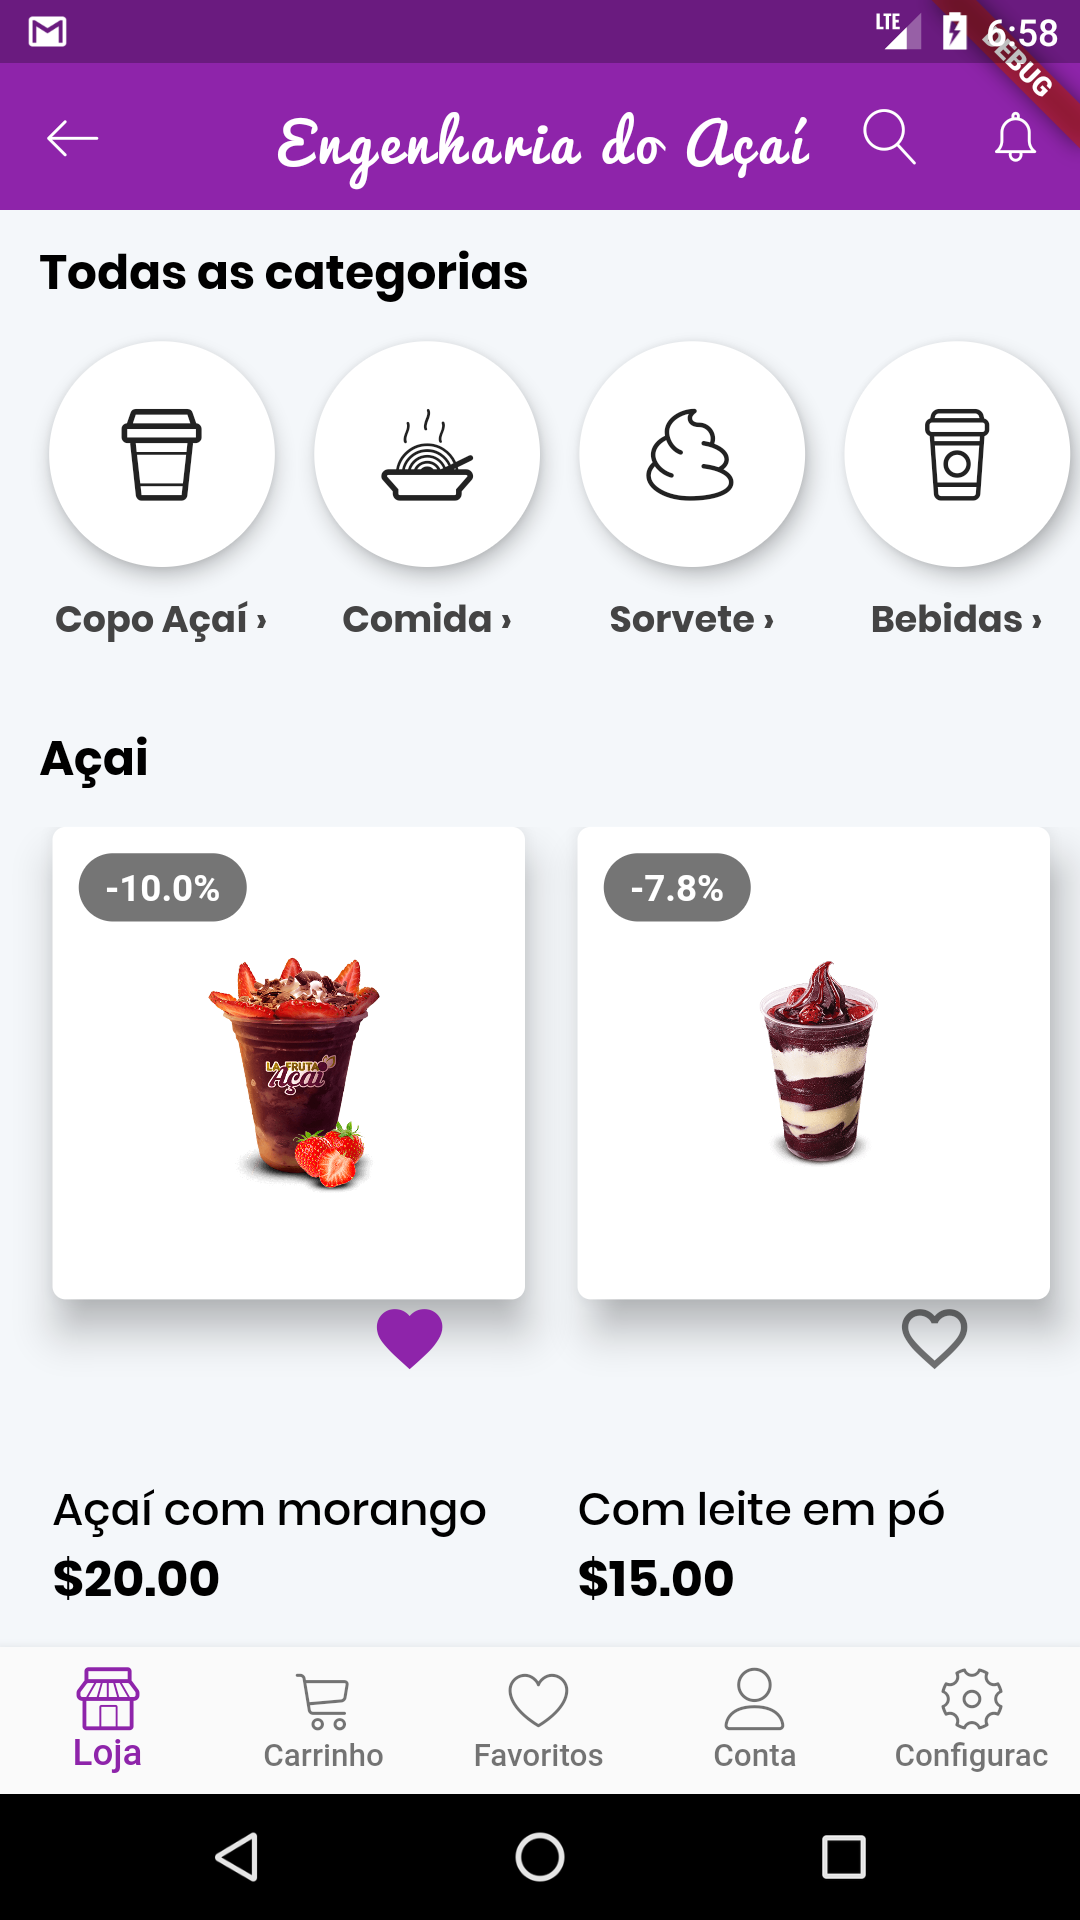 LTE
6:58
DEBUG
Engenharia do Açaí
Todas as categorias
Copo Açaí ›
Comida ›
Sorvete ›
Bebidas ›
Açai
-10.0%
-7.8%
LA FRUTA
Açaí
Açaí com morango
Com leite em pó
$20.00
$15.00
Loja
Carrinho
Favoritos
Conta
Configurac